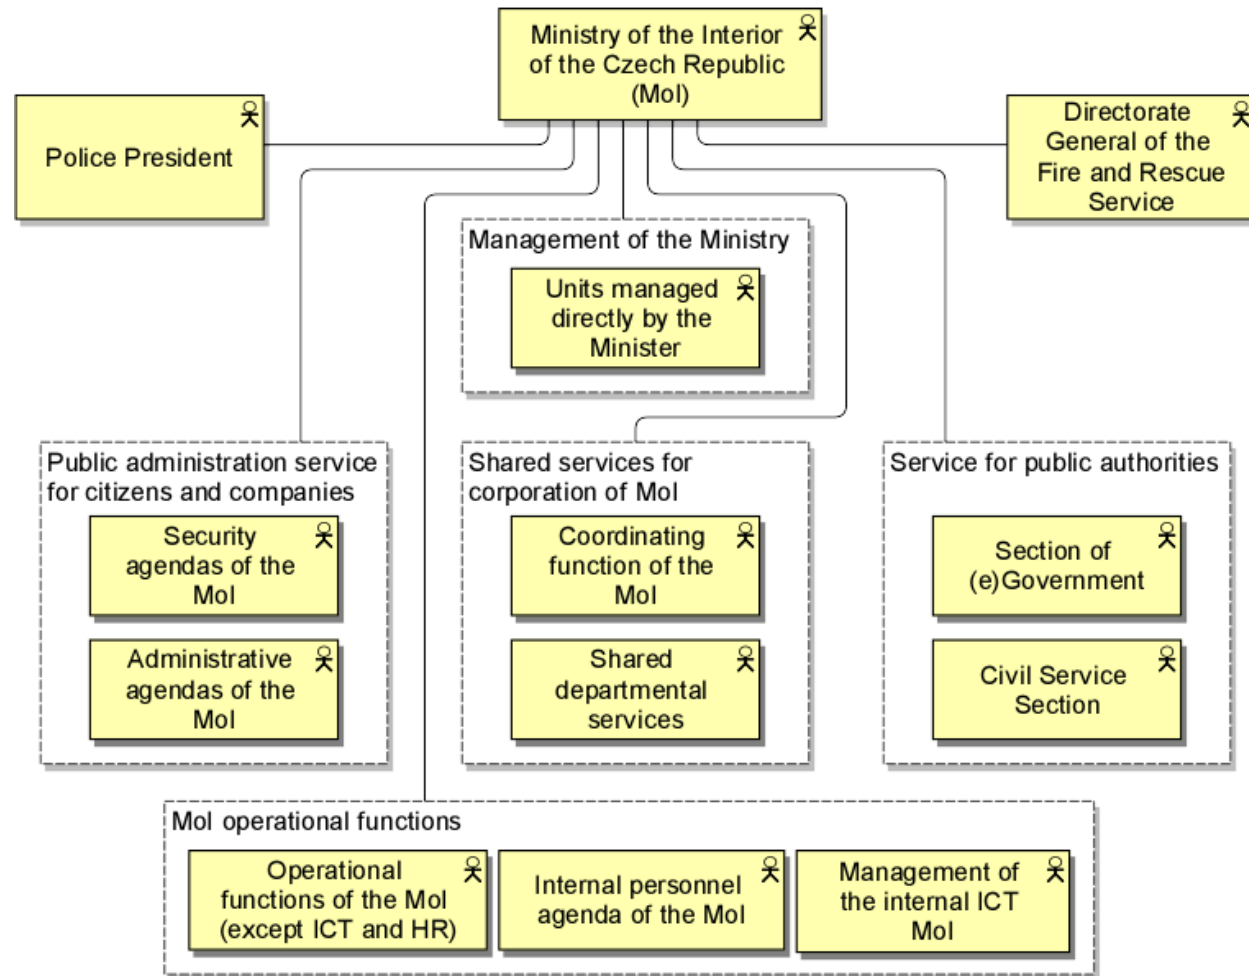 Ministry of the Interior
of the Czech Republic
(MoI)
Police President
Directorate
General of the
Fire and Rescue
Service
Management of the Ministry
Units managed
directly by the
Minister
Public administration service
for citizens and companies
Security
agendas of the
MoI
Administrative
agendas of the
MoI
Shared services for
corporation of MoI
Coordinating
function of the
MoI
Shared
departmental
services
Service for public authorities
Section of
(e)Government
Civil Service
Section
MoI operational functions
Operational
functions of the MoI
(except ICT and HR)
Internal personnel
agenda of the MoI
Management of
the internal ICT
MoI